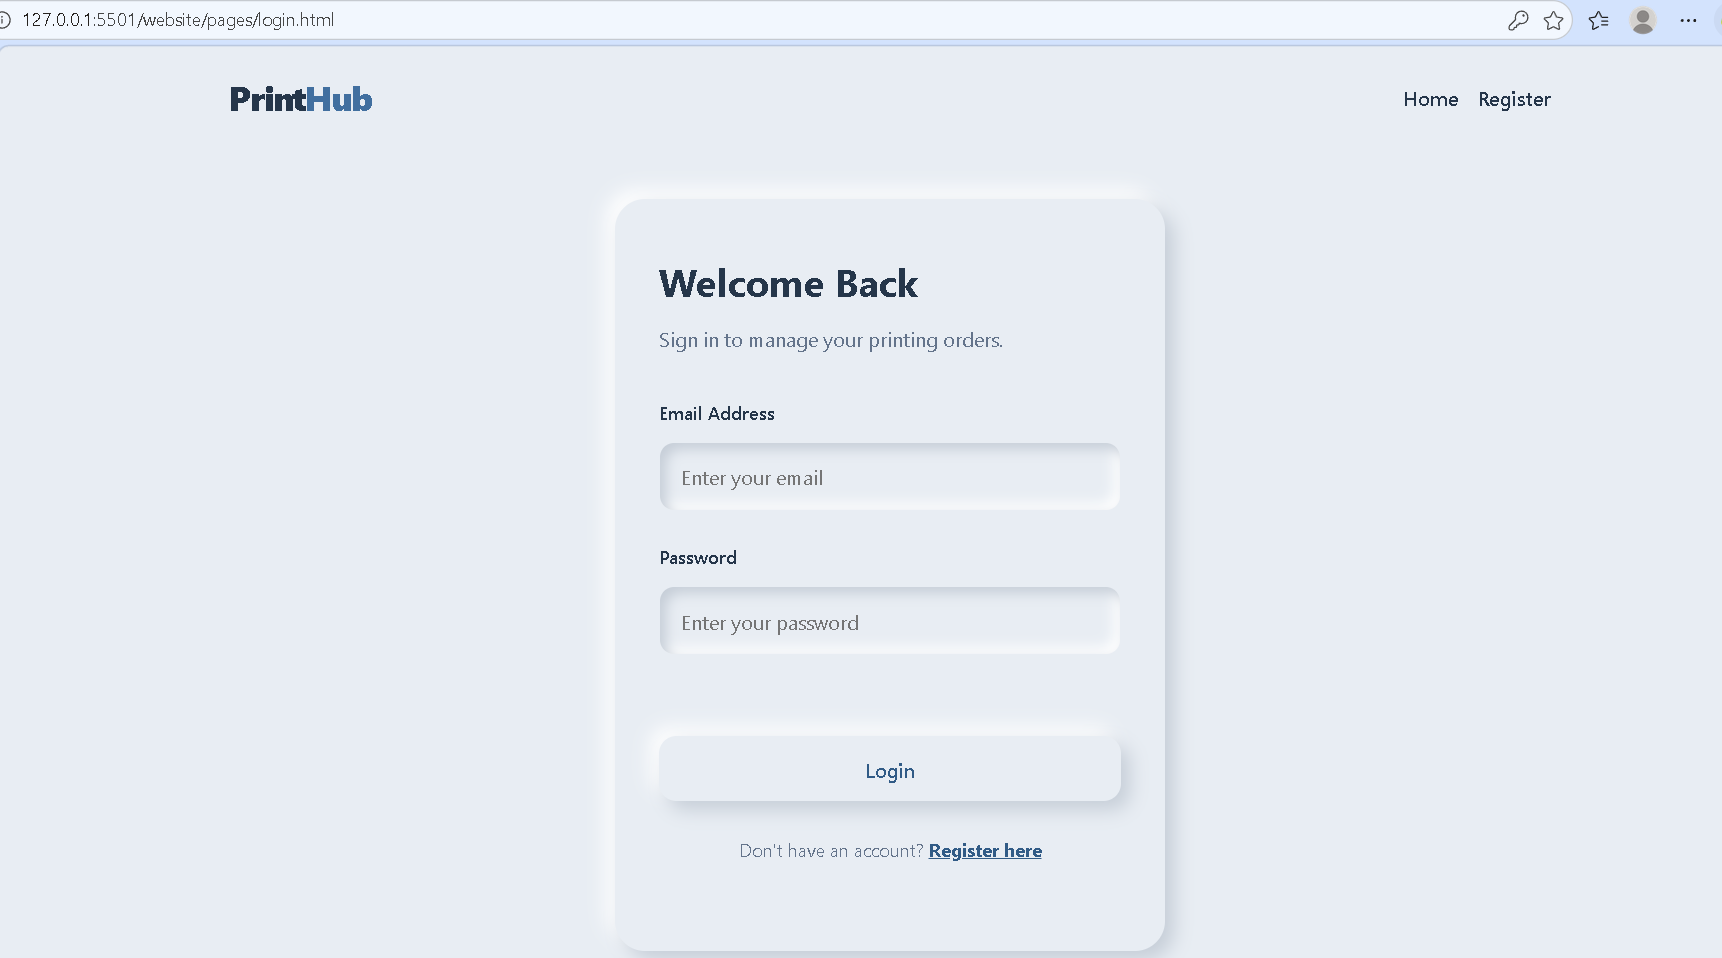 127.0.0.1:5501/website/pages/login.html
PrintHub
Home Register
Welcome Back
Sign in to manage your printing orders.
Email Address
Enter your email
Password
Enter your password
Login
Don't have an account? Register here